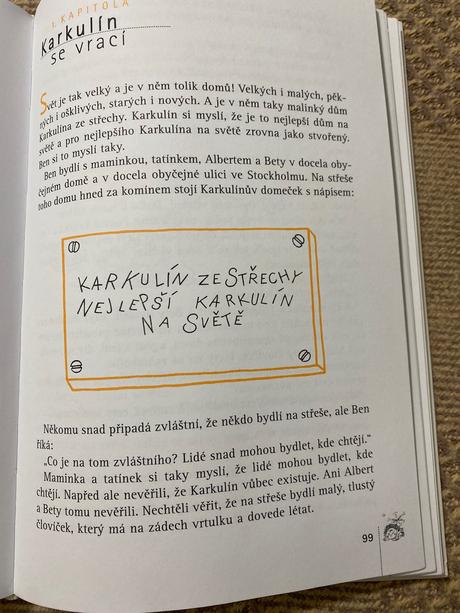 1. KAPITOLA
Karkulín
se vrací
Svět je tak velký a je v něm tolik domů! Velkých i malých, pěk-
ných i ošklivých, starých i nových. A je v něm taky malinký dům
Karkulína ze střechy. Karkulín si myslí, že je to nejlepší dům na
světě a pro nejlepšího Karkulína na světě zrovna jako stvořený.
Ben si to myslí taky.
Ben bydlí s maminkou, tatínkem, Albertem a Bety v docela oby-
čejném domě a v docela obyčejné ulici ve Stockholmu. Na střeše
toho domu hned za komínem stojí Karkulínův domeček s nápisem:
KARKULÍN ZE STŘECHY
NEJLEPŠÍ KARKULÍN
NA SVĚTĚ
Někomu snad připadá zvláštní, že někdo bydlí na střeše, ale Ben
říká:
„Co je na tom zvláštního? Lidé snad mohou bydlet, kde chtějí.“
Maminka a tatínek si taky myslí, že lidé mohou bydlet, kde
chtějí. Napřed ale nevěřili, že Karkulín vůbec existuje. Ani Albert
a Bety tomu nevěřili. Nechtěli věřit, že na střeše bydlí malý, tlustý
človíček, který má na zádech vrtulku a dovede létat.
99